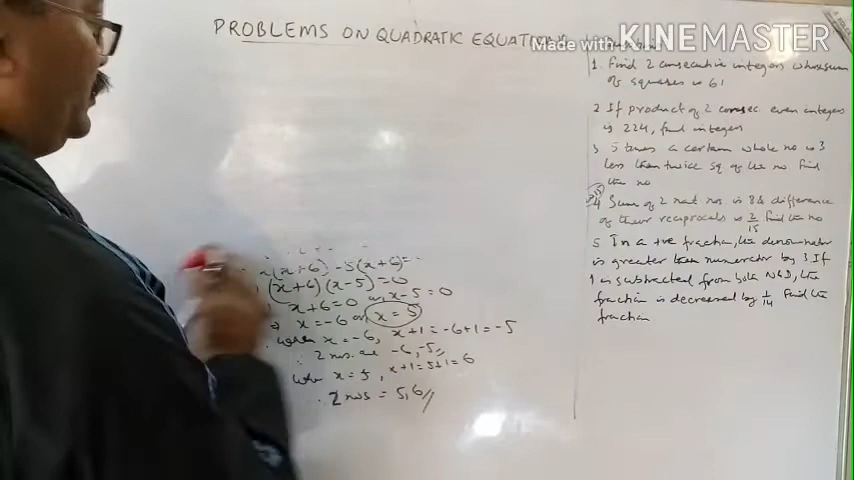 PROBLEMS ON QUADRATIC EQUATIONS
Made with KINEMASTER
1. Find 2 consecutive integers whose sum
of squares is 61
2 If product of 2 consec even integers
is 224, find integers
3 5 times a certain whole no is 3
less than twice sq of the no find
the no
4 Sum of 2 nat nos is 8 & difference
of their reciprocals is 2/15 find the no
5 In a +ve fraction, the denominator
is greater than numerator by 3 If
1 is subtracted from both N&D, the
fraction is decreased by 1/14 Find the
fraction
x(x+6) -5(x+6)=
(x+6)(x-5)=0
x+6=0 or x-5=0
⇒ x=-6 or x=5
when x=-6, x+1=-6+1=-5
∴ 2 nos. are -6,-5
when x=5, x+1=5+1=6
∴ 2 nos = 5,6//